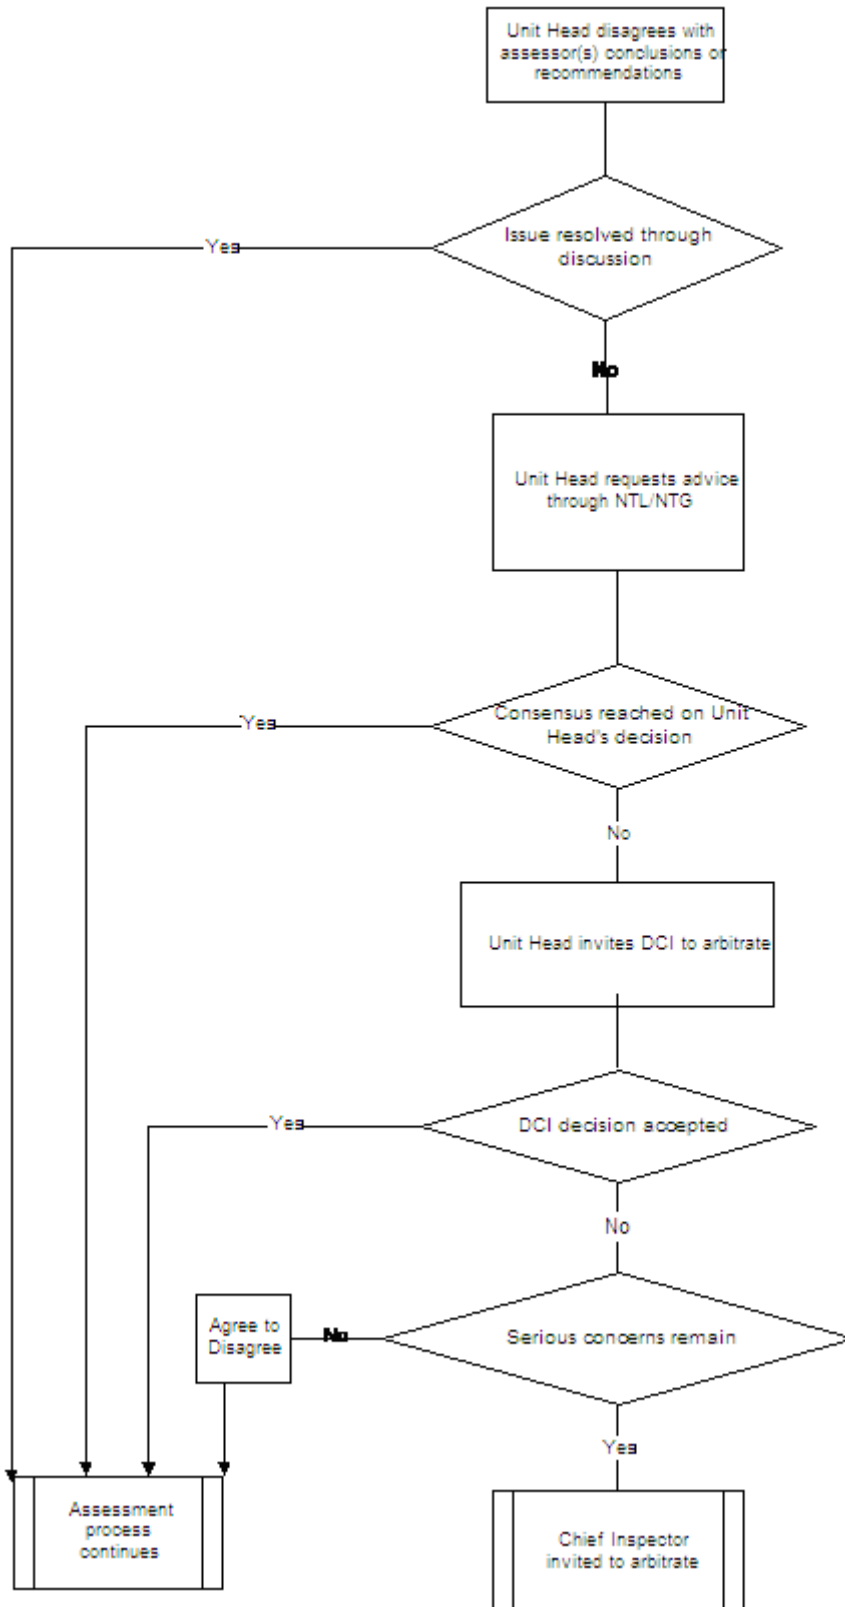 Unit Head disagrees with
assessor(s) conclusions or
recommendations
Issue resolved through
discussion
Yes
No
Unit Head requests advice
through NTL/NTG
Consensus reached on Unit
Head's decision
Yes
No
Unit Head invites DCI to arbitrate
DCI decision accepted
Yes
No
Serious concerns remain
No
Agree to
Disagree
Yes
Assessment
process
continues
Chief Inspector
invited to arbitrate